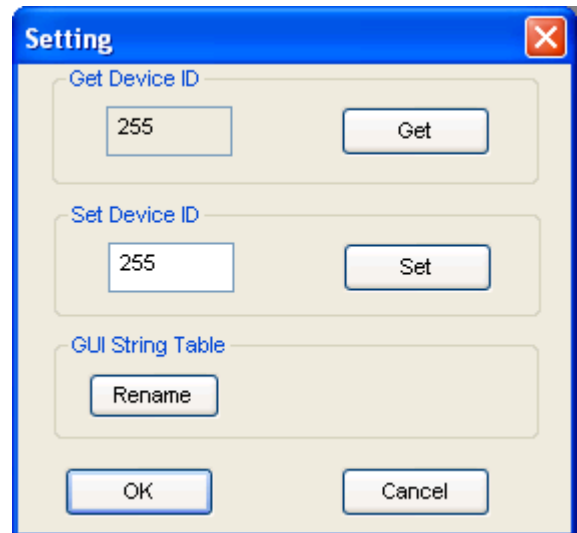 Setting
Get Device ID
255
Get
Set Device ID
255
Set
GUI String Table
Rename
OK
Cancel